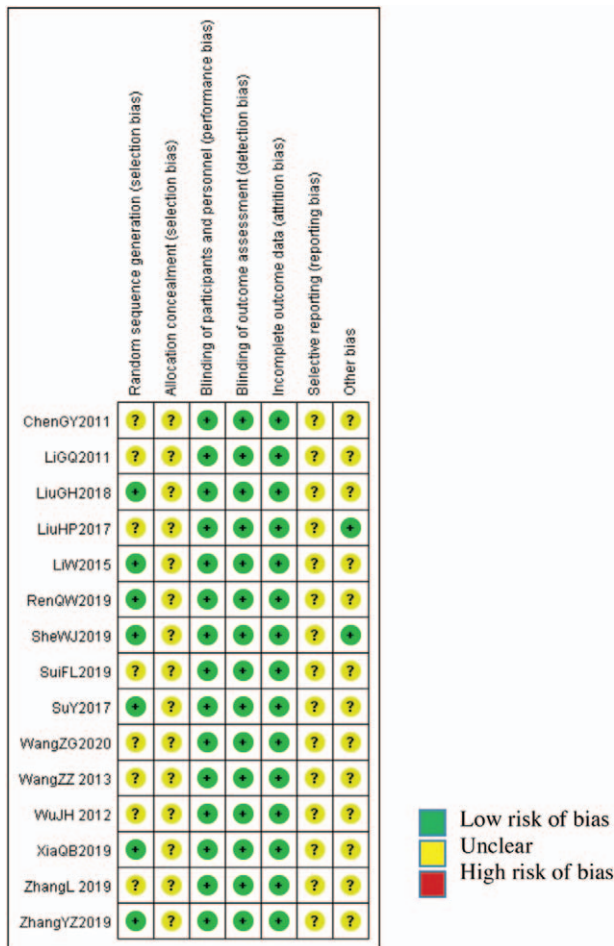 Random sequence generation (selection bias)
Allocation concealment (selection bias)
Blinding of participants and personnel (performance bias)
Blinding of outcome assessment (detection bias)
Incomplete outcome data (attrition bias)
Selective reporting (reporting bias)
Other bias
ChenGY2011 ? ? + + + ? ?
LiGQ2011 ? ? + + + ? ?
LiuGH2018 + ? + + + ? ?
LiuHP2017 ? ? + + + ? +
LiW2015 + ? + + + ? ?
RenQW2019 + ? + + + ? ?
SheWJ2019 + ? + + + ? +
SuiFL2019 ? ? + + + ? ?
SuY2017 + ? + + + ? ?
WangZG2020 ? ? + + + ? ?
WangZZ 2013 ? ? + + + ? ?
WuJH 2012 ? ? + + + ? ?
XiaQB2019 + ? + + + ? ?
ZhangL 2019 ? ? + + + ? ?
ZhangYZ2019 + ? + + + ? ?
Low risk of bias
Unclear
High risk of bias